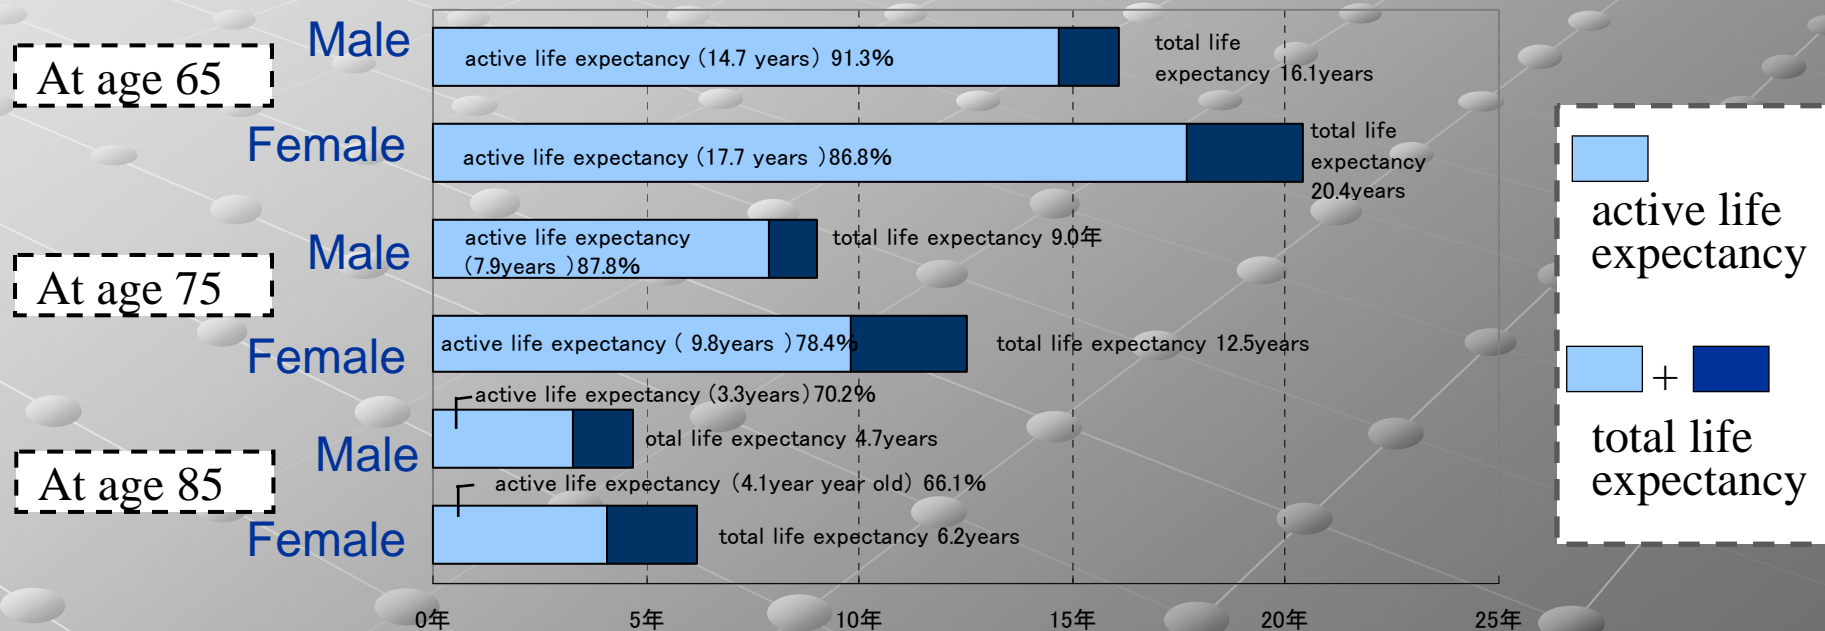 At age 65
Male
active life expectancy (14.7 years) 91.3%
total life
expectancy 16.1years
Female
active life expectancy (17.7 years )86.8%
total life
expectancy
20.4years
At age 75
Male
active life expectancy
(7.9years )87.8%
total life expectancy 9.0年
Female
active life expectancy ( 9.8years )78.4%
total life expectancy 12.5years
At age 85
Male
active life expectancy (3.3years)70.2%
otal life expectancy 4.7years
Female
active life expectancy (4.1year year old) 66.1%
total life expectancy 6.2years
0年 5年 10年 15年 20年 25年
active life
expectancy
+
total life
expectancy